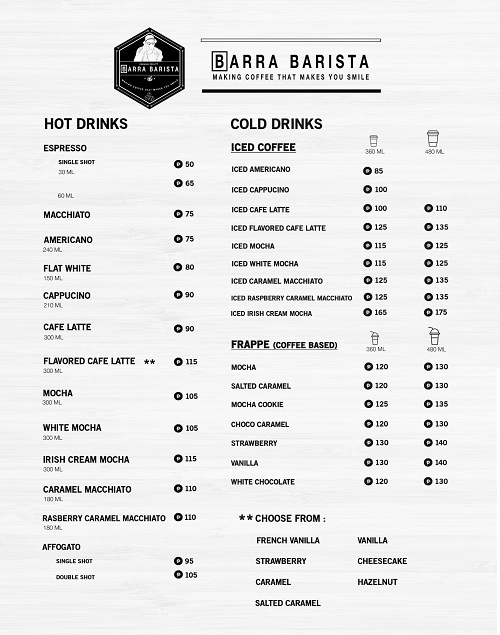 BARRA BARISTA
MAKING COFFEE THAT MAKES YOU SMILE
BARRA BARISTA
MAKING COFFEE THAT MAKES YOU SMILE
HOT DRINKS
ESPRESSO
SINGLE SHOT P 50
30 ML
P 65
60 ML
MACCHIATO P 75
AMERICANO P 75
240 ML
FLAT WHITE P 80
150 ML
CAPPUCINO P 90
210 ML
CAFE LATTE P 90
300 ML
FLAVORED CAFE LATTE ** P 115
300 ML
MOCHA P 105
300 ML
WHITE MOCHA P 105
300 ML
IRISH CREAM MOCHA P 115
300 ML
CARAMEL MACCHIATO P 110
180 ML
RASBERRY CARAMEL MACCHIATO P 110
180 ML
AFFOGATO
SINGLE SHOT P 95
DOUBLE SHOT P 105
COLD DRINKS
ICED COFFEE 360 ML 480 ML
ICED AMERICANO P 85
ICED CAPPUCINO P 100
ICED CAFE LATTE P 100 P 110
ICED FLAVORED CAFE LATTE P 125 P 135
ICED MOCHA P 115 P 125
ICED WHITE MOCHA P 115 P 125
ICED CARAMEL MACCHIATO P 125 P 135
ICED RASPBERRY CARAMEL MACCHIATO P 125 P 135
ICED IRISH CREAM MOCHA P 165 P 175
FRAPPE (COFFEE BASED) 360 ML 480 ML
MOCHA P 120 P 130
SALTED CARAMEL P 120 P 130
MOCHA COOKIE P 125 P 135
CHOCO CARAMEL P 120 P 130
STRAWBERRY P 130 P 140
VANILLA P 130 P 140
WHITE CHOCOLATE P 120 P 130
** CHOOSE FROM :
FRENCH VANILLA VANILLA
STRAWBERRY CHEESECAKE
CARAMEL HAZELNUT
SALTED CARAMEL